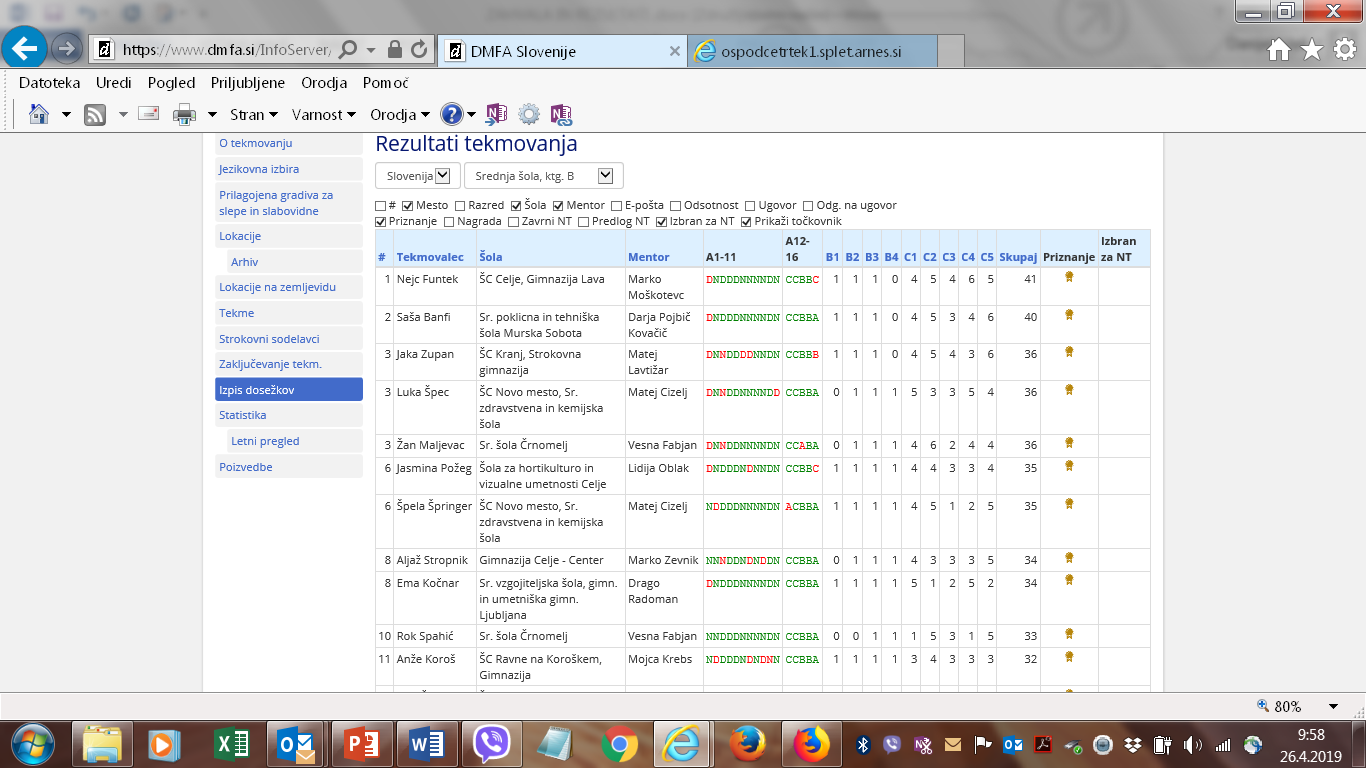 https://www.dmfa.si/InfoServer/
DMFA Slovenije
ospodcetrtek1.splet.arnes.si
Datoteka Uredi Pogled Priljubljene Orodja Pomoč
Stran Varnost Orodja
O tekmovanju
Jezikovna izbira
Prilagojena gradiva za
slepe in slabovidne
Lokacije
Arhiv
Lokacije na zemljevidu
Tekme
Strokovni sodelavci
Zaključevanje tekm.
Izpis dosežkov
Statistika
Letni pregled
Poizvedbe
Rezultati tekmovanja
Slovenija Srednja šola, ktg. B
# Mesto Razred Šola Mentor E-pošta Odsotnost Ugovor Odg. na ugovor
Priznanje Nagrada Zavrni NT Predlog NT Izbran za NT Prikaži točkovnik
# Tekmovalec Šola Mentor A1-11 A12-16 B1 B2 B3 B4 C1 C2 C3 C4 C5 Skupaj Priznanje Izbran za NT
1 Nejc Funtek ŠC Celje, Gimnazija Lava Marko Moškotevc DNDDDNNNNDN CCBBC 1 1 1 0 4 5 4 6 5 41
2 Saša Banfi Sr. poklicna in tehniška šola Murska Sobota Darja Pojbič Kovačič DNDDDNNNNDN CCBBA 1 1 1 0 4 5 3 4 6 40
3 Jaka Zupan ŠC Kranj, Strokovna gimnazija Matej Lavtižar DNNDDDDNNDN CCBBB 1 1 1 0 4 5 4 3 6 36
3 Luka Špec ŠC Novo mesto, Sr. zdravstvena in kemijska šola Matej Cizelj DNNDDNNNNDD CCBBA 0 1 1 1 5 3 3 5 4 36
3 Žan Maljevac Sr. šola Črnomelj Vesna Fabjan DNNDDNNNNDN CCABA 0 1 1 1 4 6 2 4 4 36
6 Jasmina Požeg Šola za hortikulturo in vizualne umetnosti Celje Lidija Oblak DNDDDNDNNDN CCBBC 1 1 1 1 4 4 3 3 4 35
6 Špela Špringer ŠC Novo mesto, Sr. zdravstvena in kemijska šola Matej Cizelj NDDDDNNNNDN ACBBA 1 1 1 1 4 5 1 2 5 35
8 Aljaž Stropnik Gimnazija Celje - Center Marko Zevnik NNNDDNDNDDN CCBBA 0 1 1 1 4 3 3 3 5 34
8 Ema Kočnar Sr. vzgojiteljska šola, gimn. in umetniška gimn. Ljubljana Drago Radoman DNDDDNNNNDN CCBBA 1 1 1 1 5 1 2 5 2 34
10 Rok Spahić Sr. šola Črnomelj Vesna Fabjan NNDDDNNNNDN CCBBA 0 0 1 1 1 5 3 1 5 33
11 Anže Koroš ŠC Ravne na Koroškem, Gimnazija Mojca Krebs NDDDDNDNDNN CCBBA 1 1 1 1 3 4 3 3 3 32
80%
9:58
26.4.2019